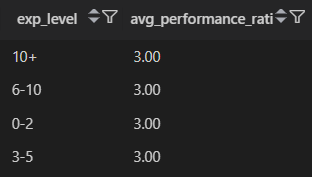 exp_level avg_performance_rati
10+ 3.00
6-10 3.00
0-2 3.00
3-5 3.00